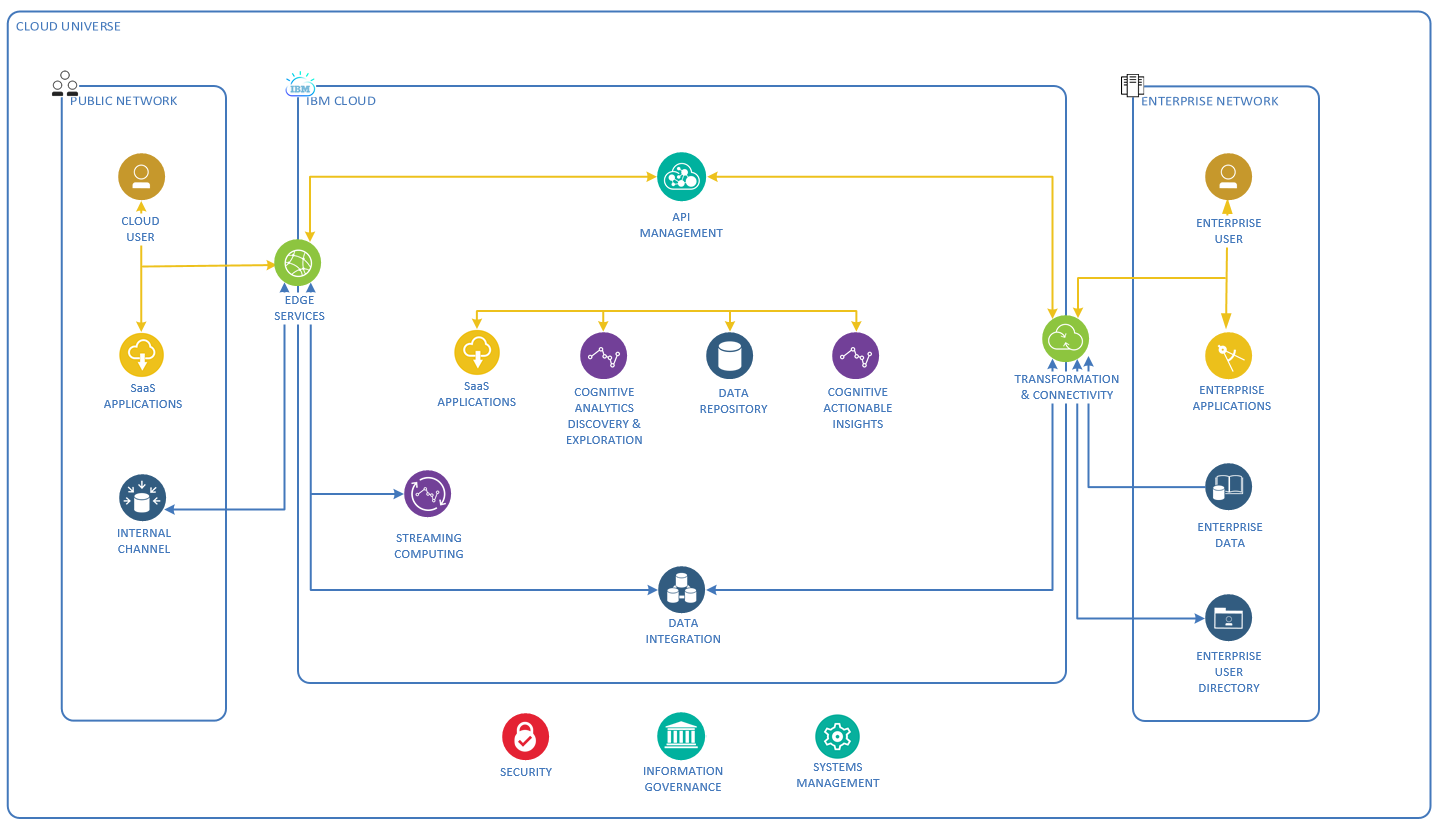 CLOUD UNIVERSE
PUBLIC NETWORK
CLOUD
USER
SaaS
APPLICATIONS
INTERNAL
CHANNEL
IBM
IBM CLOUD
API
MANAGEMENT
EDGE
SERVICES
SaaS
APPLICATIONS
COGNITIVE
ANALYTICS
DISCOVERY &
EXPLORATION
DATA
REPOSITORY
COGNITIVE
ACTIONABLE
INSIGHTS
TRANSFORMATION
& CONNECTIVITY
STREAMING
COMPUTING
DATA
INTEGRATION
ENTERPRISE NETWORK
ENTERPRISE
USER
ENTERPRISE
APPLICATIONS
ENTERPRISE
DATA
ENTERPRISE
USER
DIRECTORY
SECURITY
INFORMATION
GOVERNANCE
SYSTEMS
MANAGEMENT